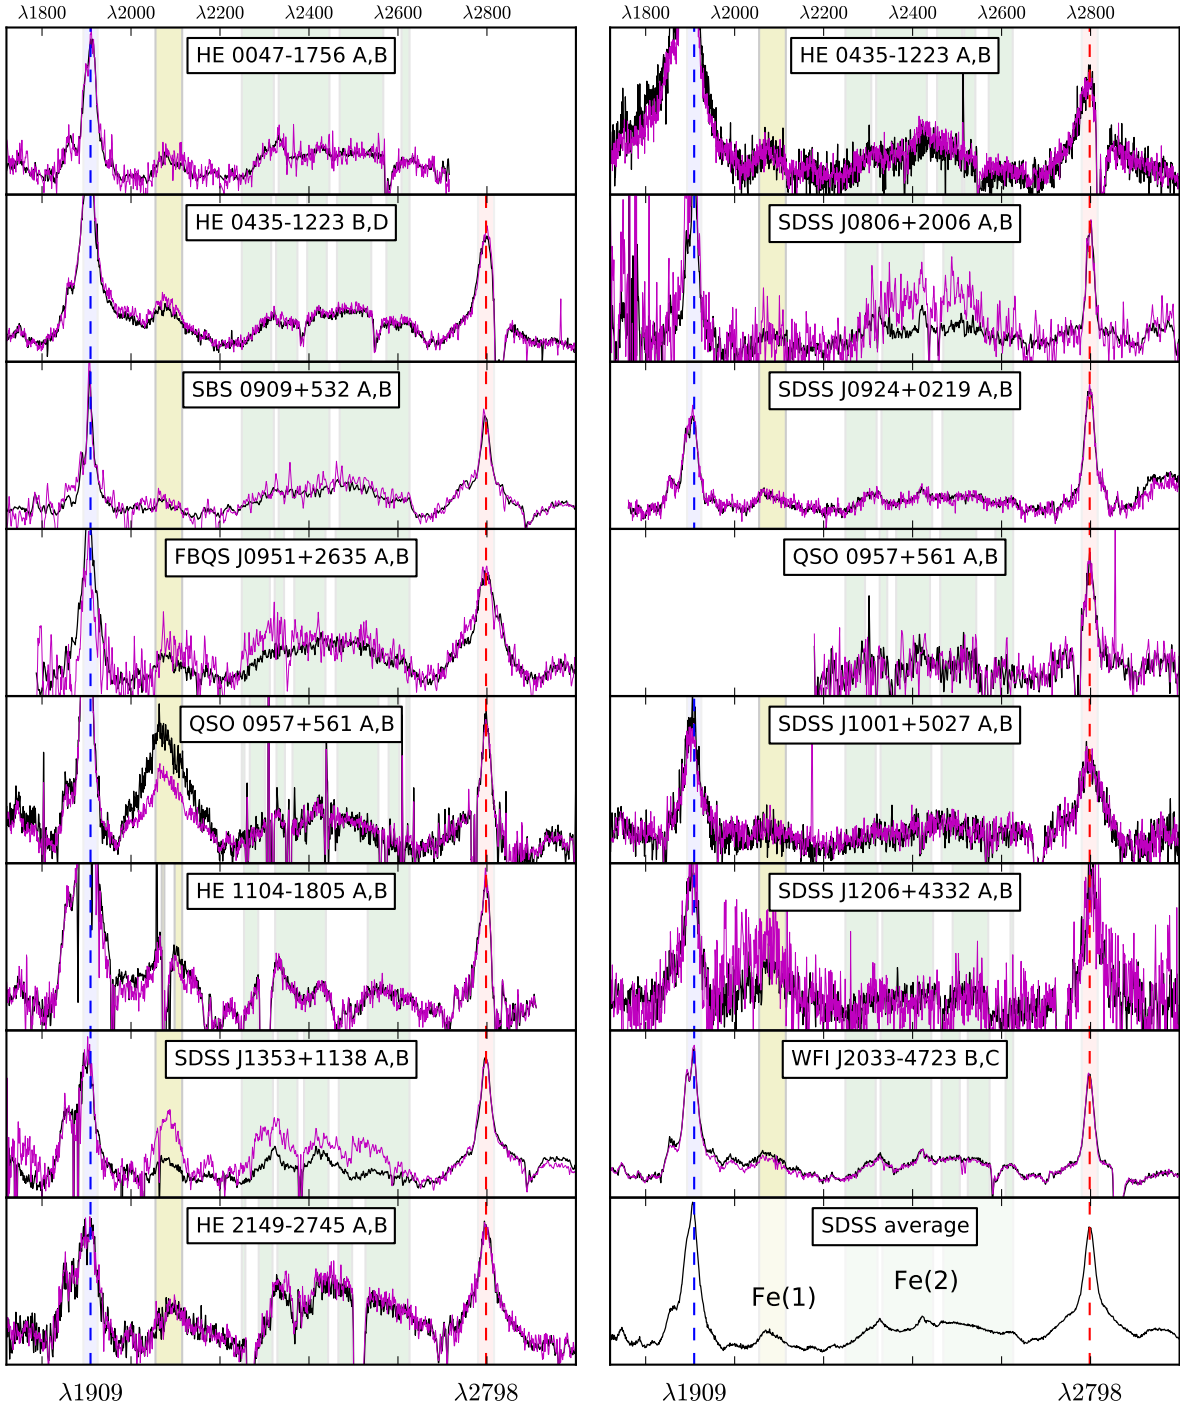 λ1800 λ2000 λ2200 λ2400 λ2600 λ2800 λ1800 λ2000 λ2200 λ2400 λ2600 λ2800
HE 0047-1756 A,B HE 0435-1223 A,B
HE 0435-1223 B,D SDSS J0806+2006 A,B
SBS 0909+532 A,B SDSS J0924+0219 A,B
FBQS J0951+2635 A,B QSO 0957+561 A,B
QSO 0957+561 A,B SDSS J1001+5027 A,B
HE 1104-1805 A,B SDSS J1206+4332 A,B
SDSS J1353+1138 A,B WFI J2033-4723 B,C
HE 2149-2745 A,B SDSS average
Fe(1) Fe(2)
λ1909 λ2798 λ1909 λ2798